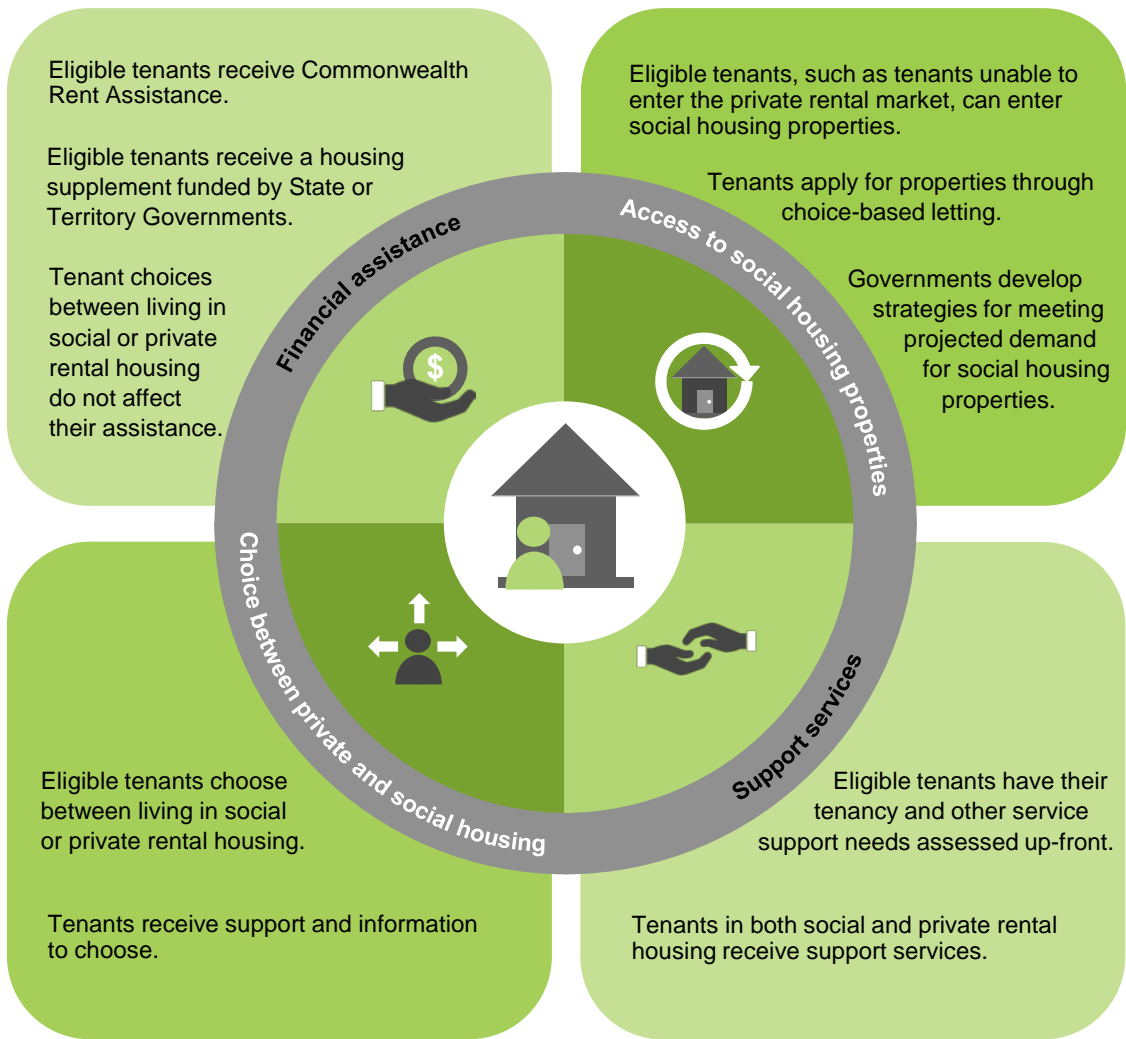 Eligible tenants receive Commonwealth
Rent Assistance.
Eligible tenants receive a housing
supplement funded by State or
Territory Governments.
Tenant choices
between living in
social or private
rental housing
do not affect
their assistance.
Financial assistance
$
Eligible tenants, such as tenants unable to
enter the private rental market, can enter
social housing properties.
Tenants apply for properties through
choice-based letting.
Governments develop
strategies for meeting
projected demand
for social housing
properties.
Access to social housing properties
Choice between private and social housing
Eligible tenants choose
between living in social
or private rental housing.
Tenants receive support and information
to choose.
Support services
Eligible tenants have their
tenancy and other service
support needs assessed up-front.
Tenants in both social and private rental
housing receive support services.